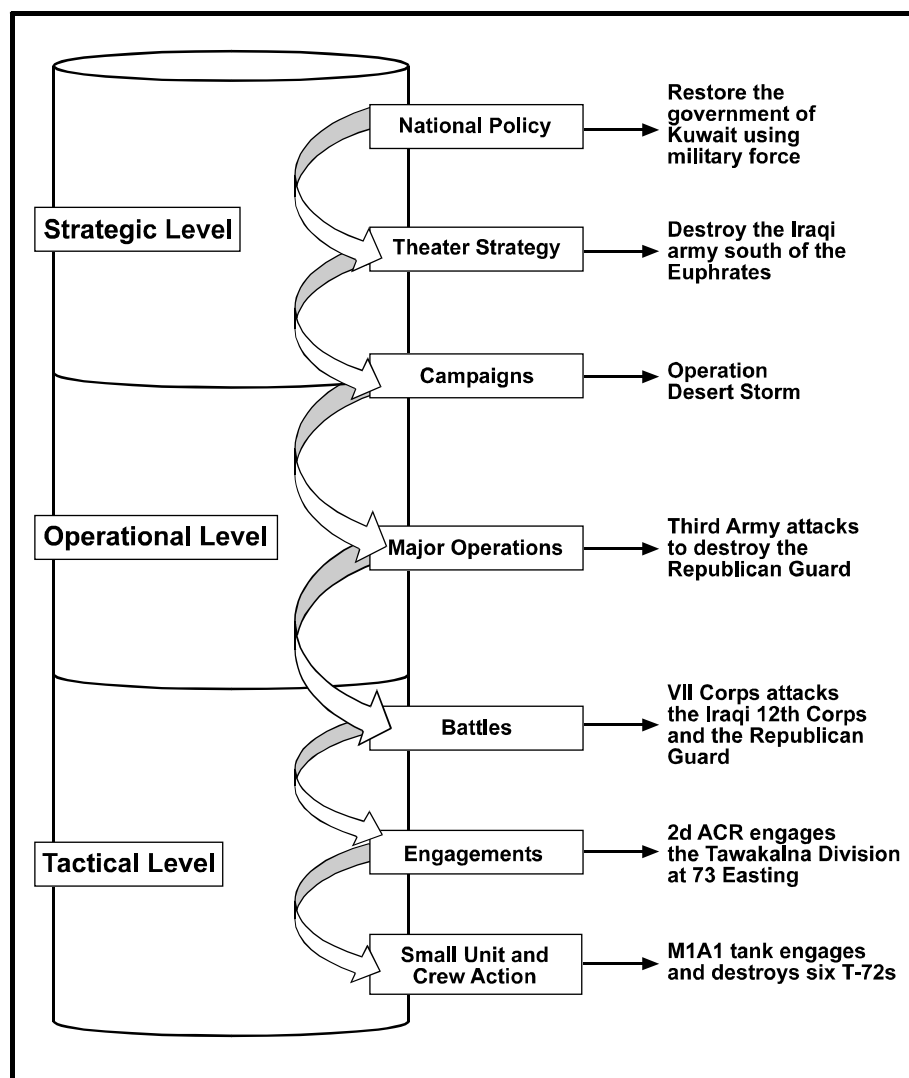 National Policy
Restore the
government of
Kuwait using
military force
Strategic Level
Theater Strategy
Destroy the Iraqi
army south of the
Euphrates
Campaigns
Operation
Desert Storm
Operational Level
Major Operations
Third Army attacks
to destroy the
Republican Guard
Battles
VII Corps attacks
the Iraqi 12th Corps
and the Republican
Guard
Tactical Level
Engagements
2d ACR engages
the Tawakalna Division
at 73 Easting
Small Unit and
Crew Action
M1A1 tank engages
and destroys six T-72s